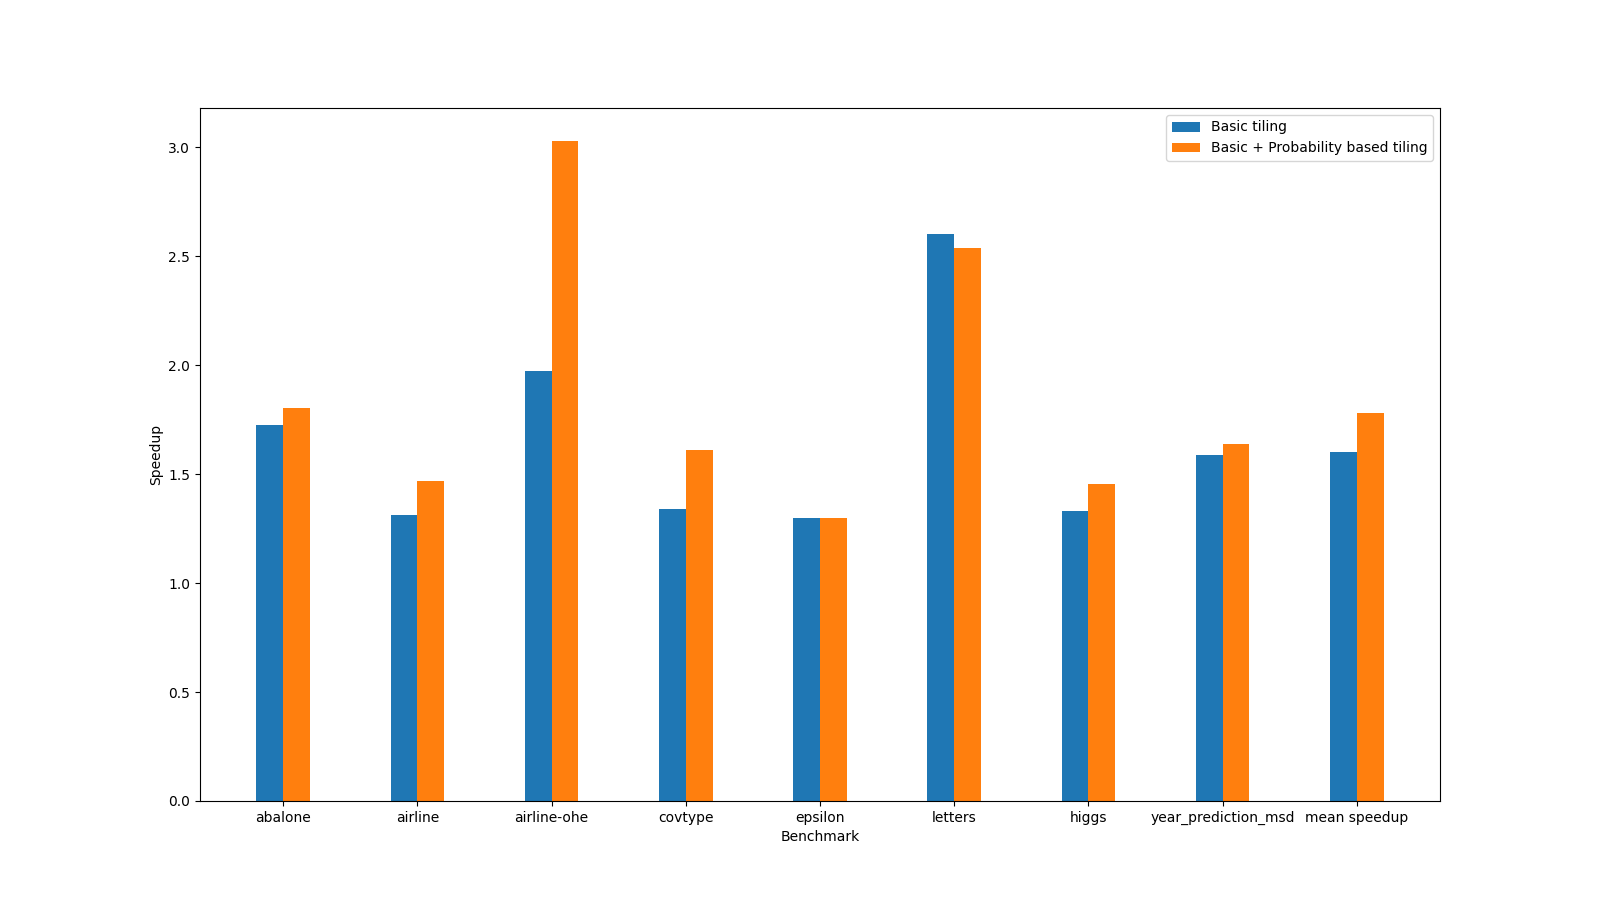 Basic tiling
Basic + Probability based tiling
3.0
2.5
2.0
1.5
1.0
0.5
0.0
Speedup
abalone airline airline-ohe covtype epsilon letters higgs year_prediction_msd mean speedup
Benchmark